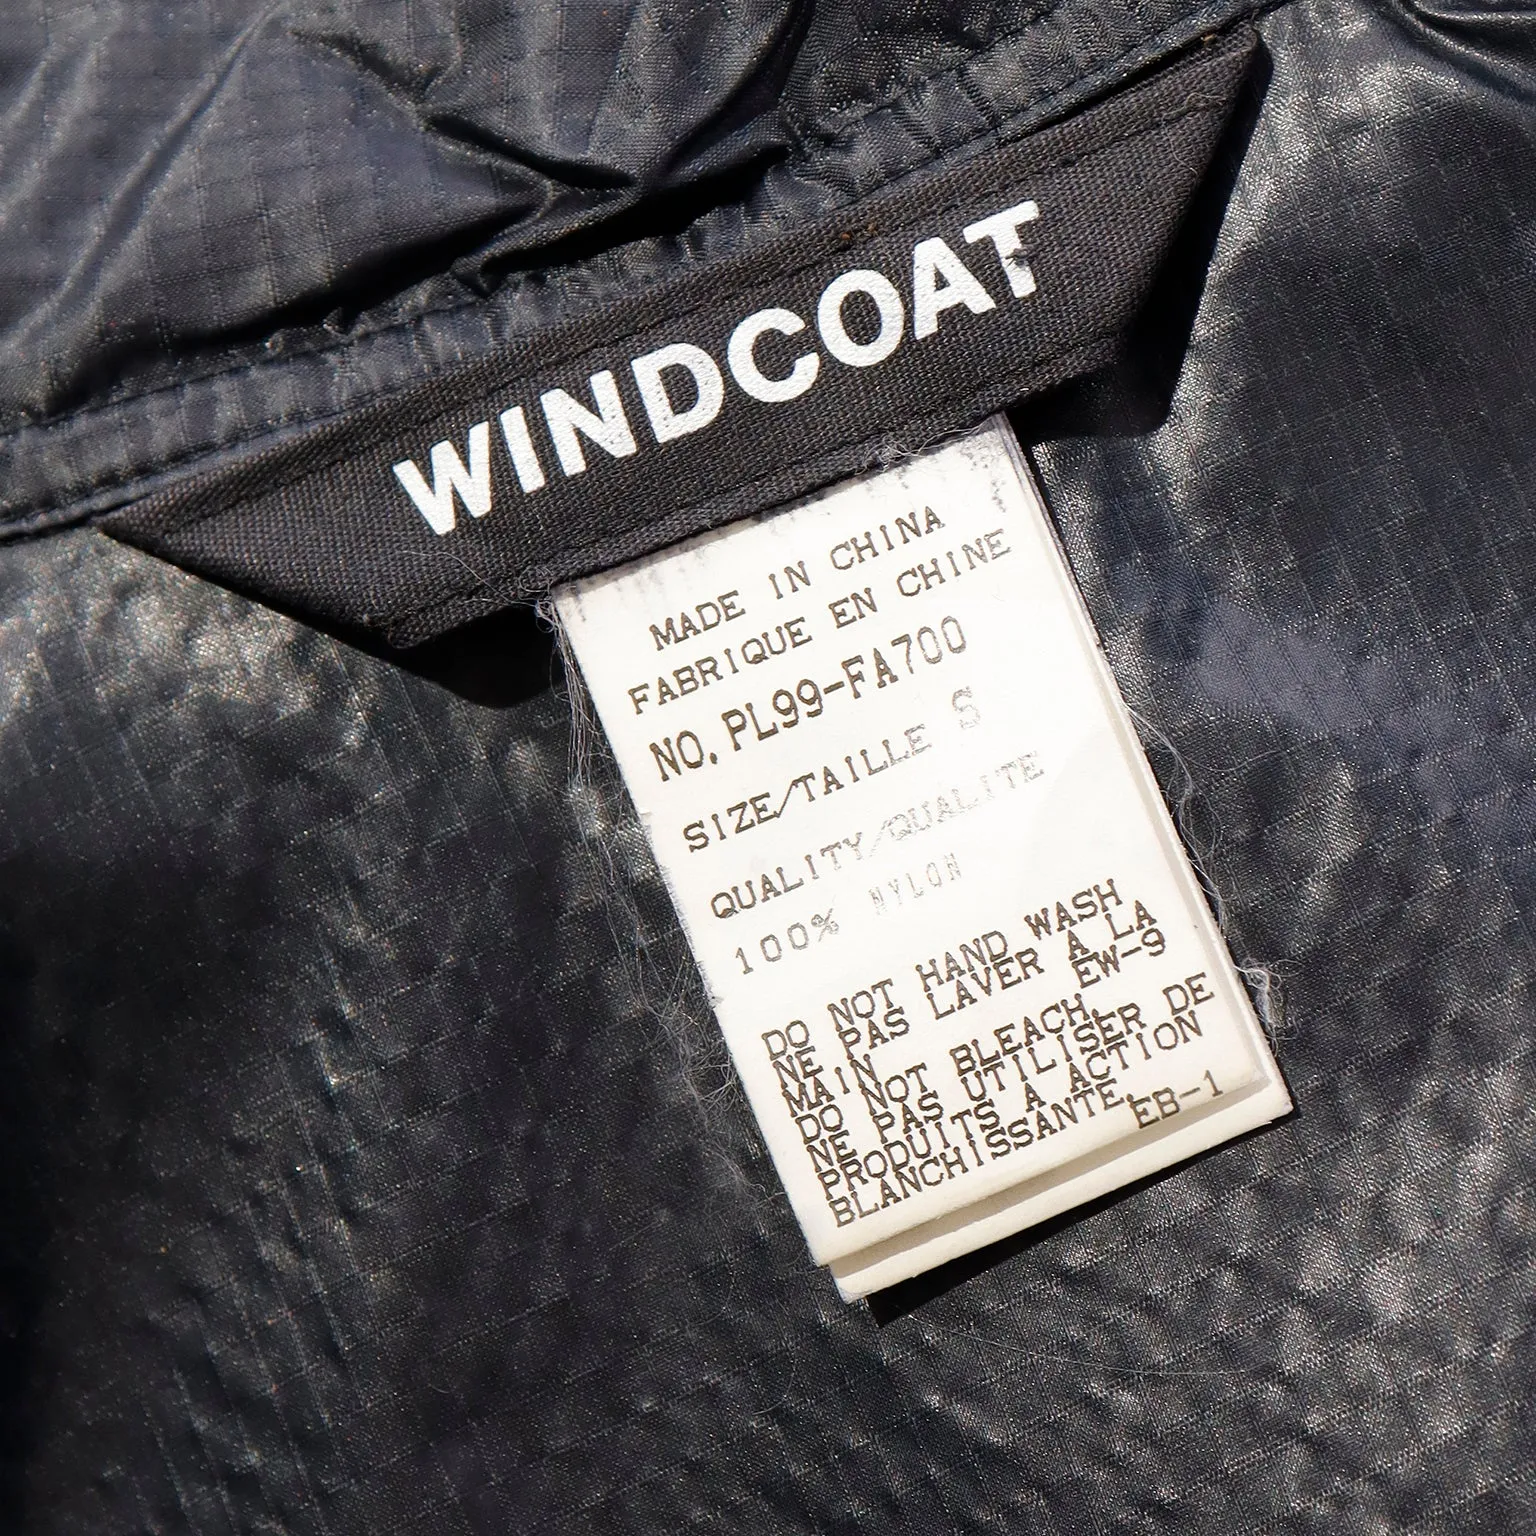 WINDCOAT
MADE IN CHINA
FABRIQUE EN CHINE
NO. PL99-FA700
SIZE/TAILLE S
QUALITY/QUALITE
100% NYLON
DO NOT HAND WASH
NE PAS LAVER A LA
MAIN EW-9
DO NOT BLEACH.
NE PAS UTILISER DE
PRODUITS A ACTION
BLANCHISSANTE.
EB-1